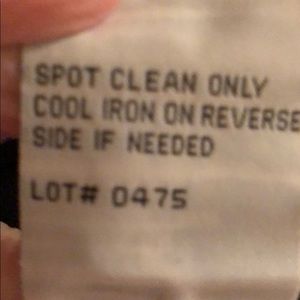 SPOT CLEAN ONLY
COOL IRON ON REVERSE
SIDE IF NEEDED
LOT# 0475